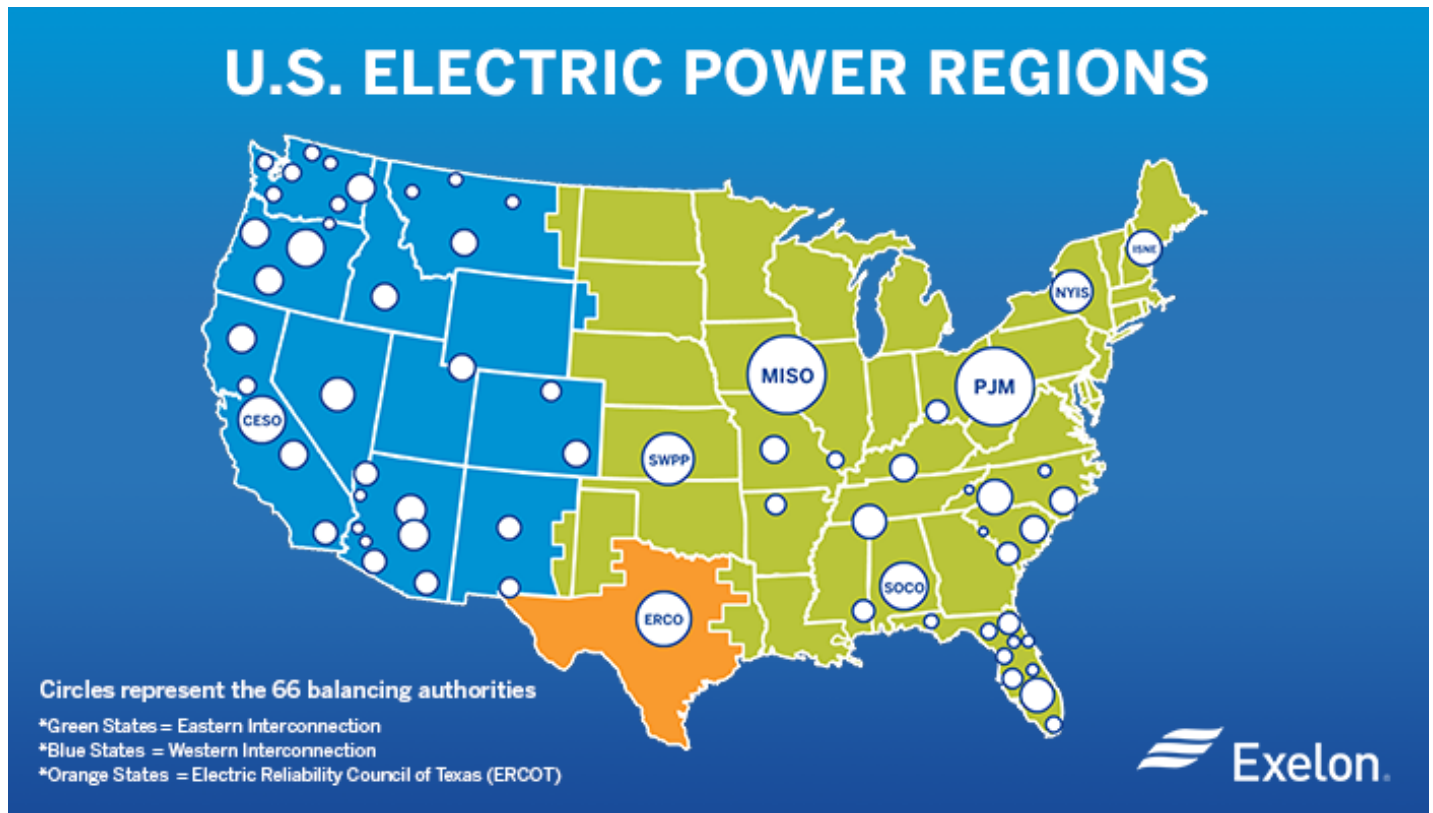 U.S. ELECTRIC POWER REGIONS
ISNE
NYIS
MISO
PJM
CESO
SWPP
SOCO
ERCO
Circles represent the 66 balancing authorities
*Green States = Eastern Interconnection
*Blue States = Western Interconnection
*Orange States = Electric Reliability Council of Texas (ERCOT)
Exelon®